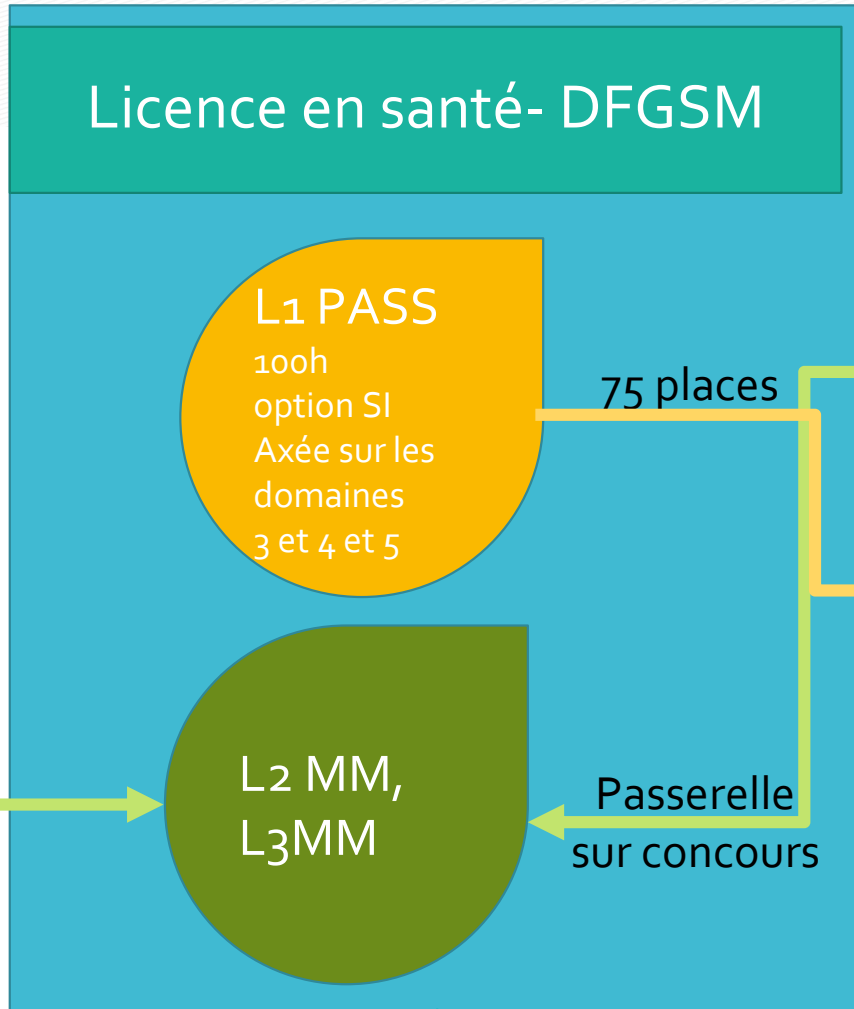 Licence en santé- DFGSM
L1 PASS
100h
option SI
Axée sur les
domaines
3 et 4 et 5
75 places
L2 MM,
L3MM
Passerelle
sur concours